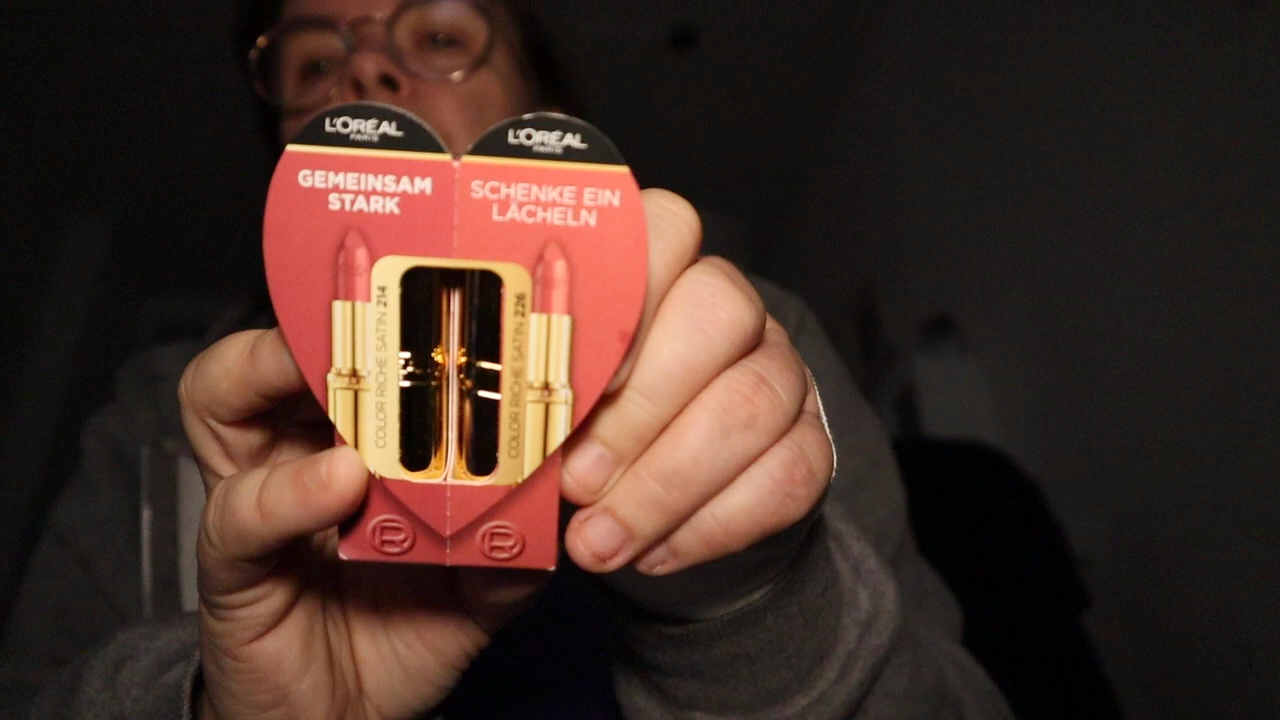 L'ORÉAL
PARIS
GEMEINSAM
STARK
COLOR RICHE SATIN 214
L'ORÉAL
PARIS
SCHENKE EIN
LÄCHELN
COLOR RICHE SATIN 226
R
R